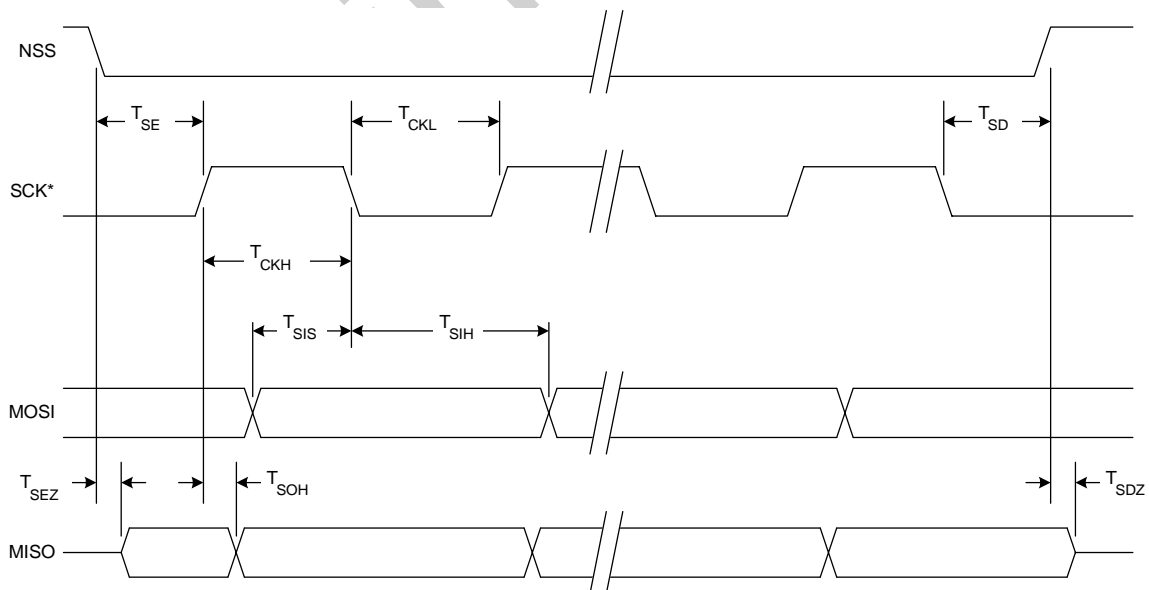 NSS
T_SE
T_CKL
T_SD
SCK*
T_CKH
T_SIS
T_SIH
MOSI
T_SEZ
T_SOH
T_SDZ
MISO